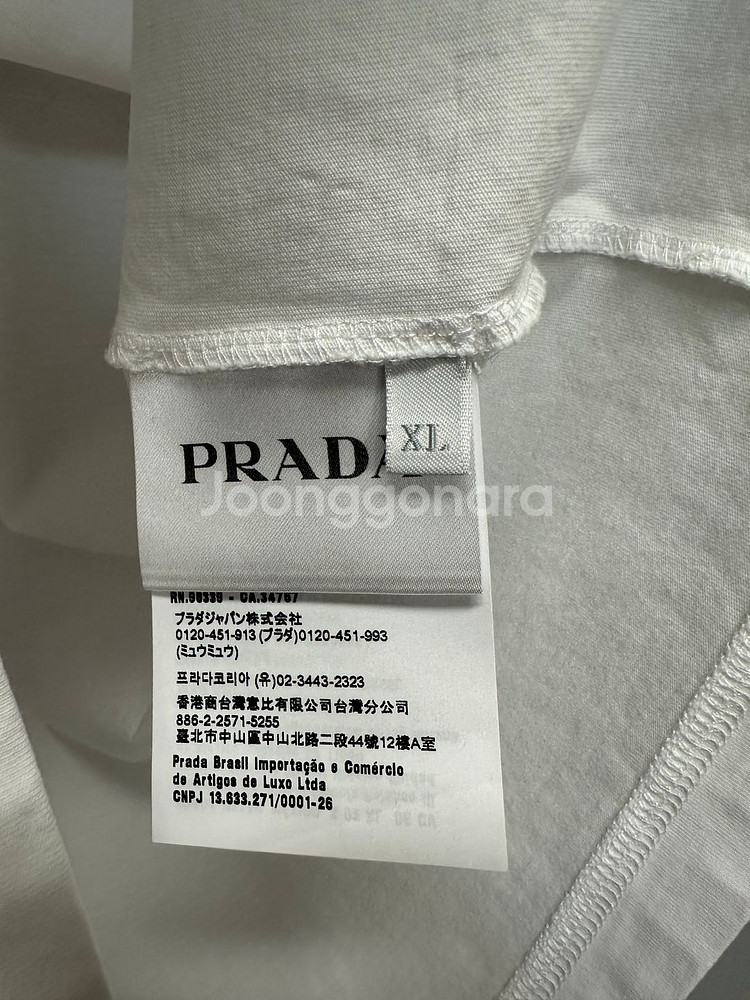 PRADA
XL
Joonggonara
RN.98339 - CA.34767
プラダジャパン株式会社
0120-451-913 (プラダ)0120-451-993
(ミュウミュウ)
프라다코리아 (유)02-3443-2323
香港商台灣意比有限公司台灣分公司
886-2-2571-5255
臺北市中山區中山北路二段44號12樓A室
Prada Brasil Importação e Comércio
de Artigos de Luxo Ltda
CNPJ 13.633.271/0001-26